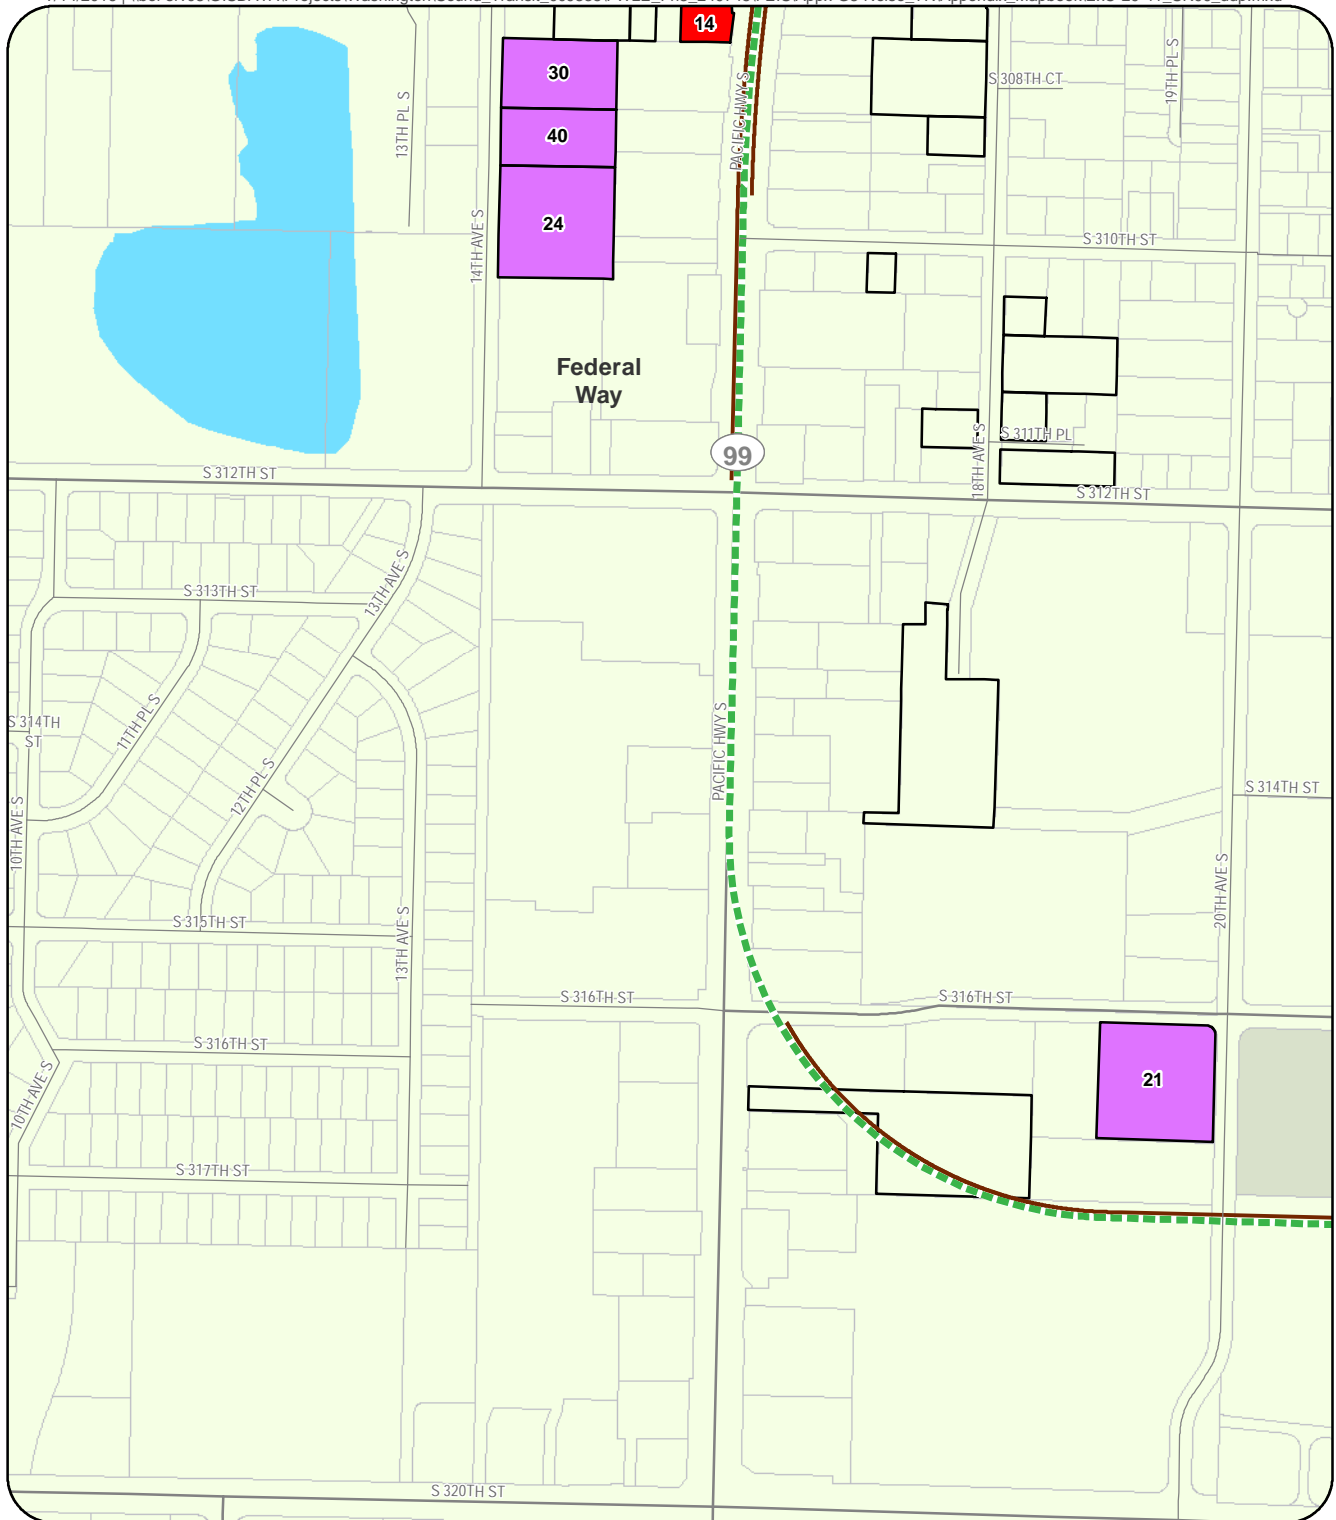 14
30
S 308TH CT
19TH PL S
PACIFIC HWY S
13TH PL S
40
24
14TH AVE S
S 310TH ST
Federal
Way
S 311TH PL
18TH AVE S
99
S 312TH ST
S 312TH ST
S 313TH ST
13TH AVE S
S 314TH
ST
11TH PL S
12TH PL S
PACIFIC HWY S
S 314TH ST
10TH AVE S
20TH AVE S
S 315TH ST
13TH AVE S
S 316TH ST
S 316TH ST
S 316TH ST
10TH AVE S
21
S 317TH ST
S 320TH ST